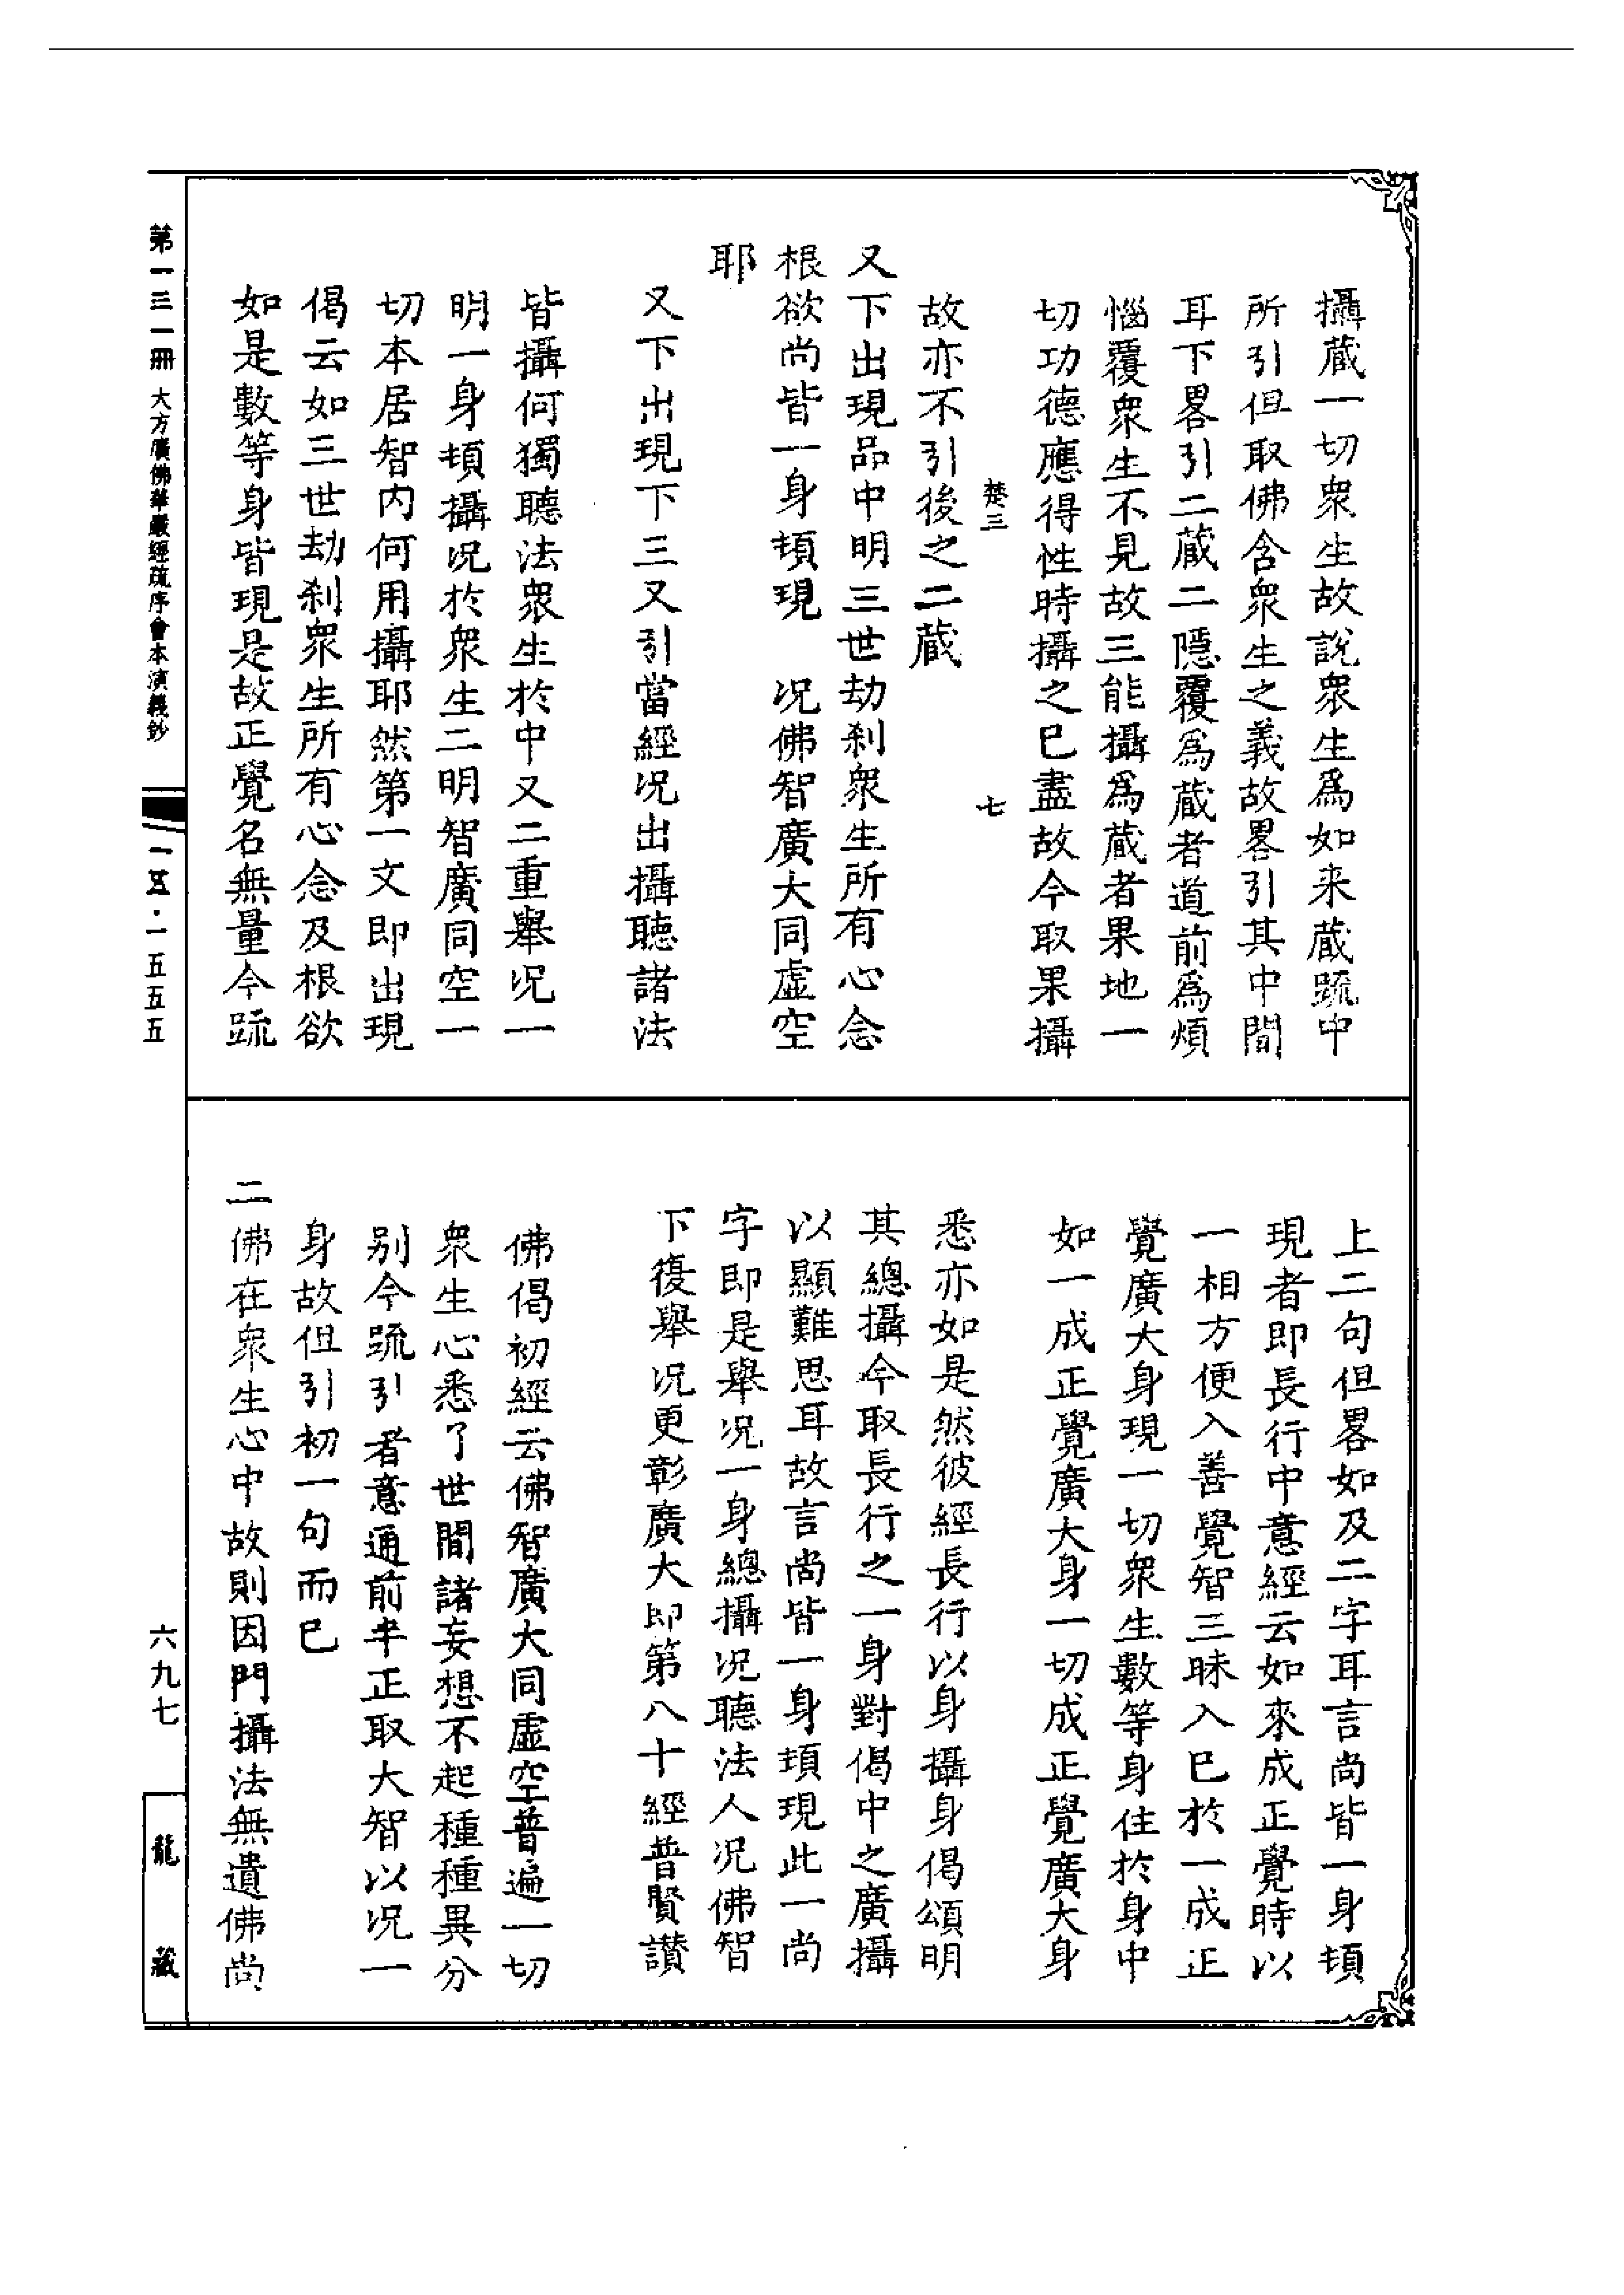 攝蔵一切衆生故說衆生爲如来蔵䟽中
所引但取佛含衆生之義故畧引其中間
耳下畧引二蔵二隱覆爲蔵者道前爲煩
惱覆衆生不見故三能攝爲蔵者果地一
切功德應得性時攝之已盡故今取果攝
楚三　七
故亦不引後之二蔵
又下出現品中明三世劫刹衆生所有心念
根欲尚皆一身頓現　况佛智廣大同虛空
耶
又下出現下三又引當經况出攝聽諸法
皆攝何獨聽法衆生於中又二重舉况一
明一身頓攝况於衆生二明智廣同空一
切本居智内何用攝耶然第一文即出現
偈云如三世劫刹衆生所有心念及根欲
如是數等身皆現是故正覺名無量今䟽
上二句但畧如及二字耳言尚皆一身頓
現者即長行中意經云如來成正覺時以
一相方便入善覺智三昧入已於一成正
覺廣大身現一切衆生數等身住於身中
如一成正覺廣大身一切成正覺廣大身
悉亦如是然彼經長行以身攝身偈頌明
其總攝今取長行之一身對偈中之廣攝
以顯難思耳故言尚皆一身頓現此一尚
字即是舉况一身總攝况聽法人况佛智
下復舉况更彰廣大即第八十經普賢讃
佛偈初經云佛智廣大同虛空普遍一切
衆生心悉了世間諸妄想不起種種異分
别今䟽引者意通前半正取大智以况一
身故但引初一句而已
二佛在衆生心中故則因門攝法無遺佛尚
第一三一冊　大方廣佛華嚴經疏序會本演義鈔
一五五五
六九七
龍藏